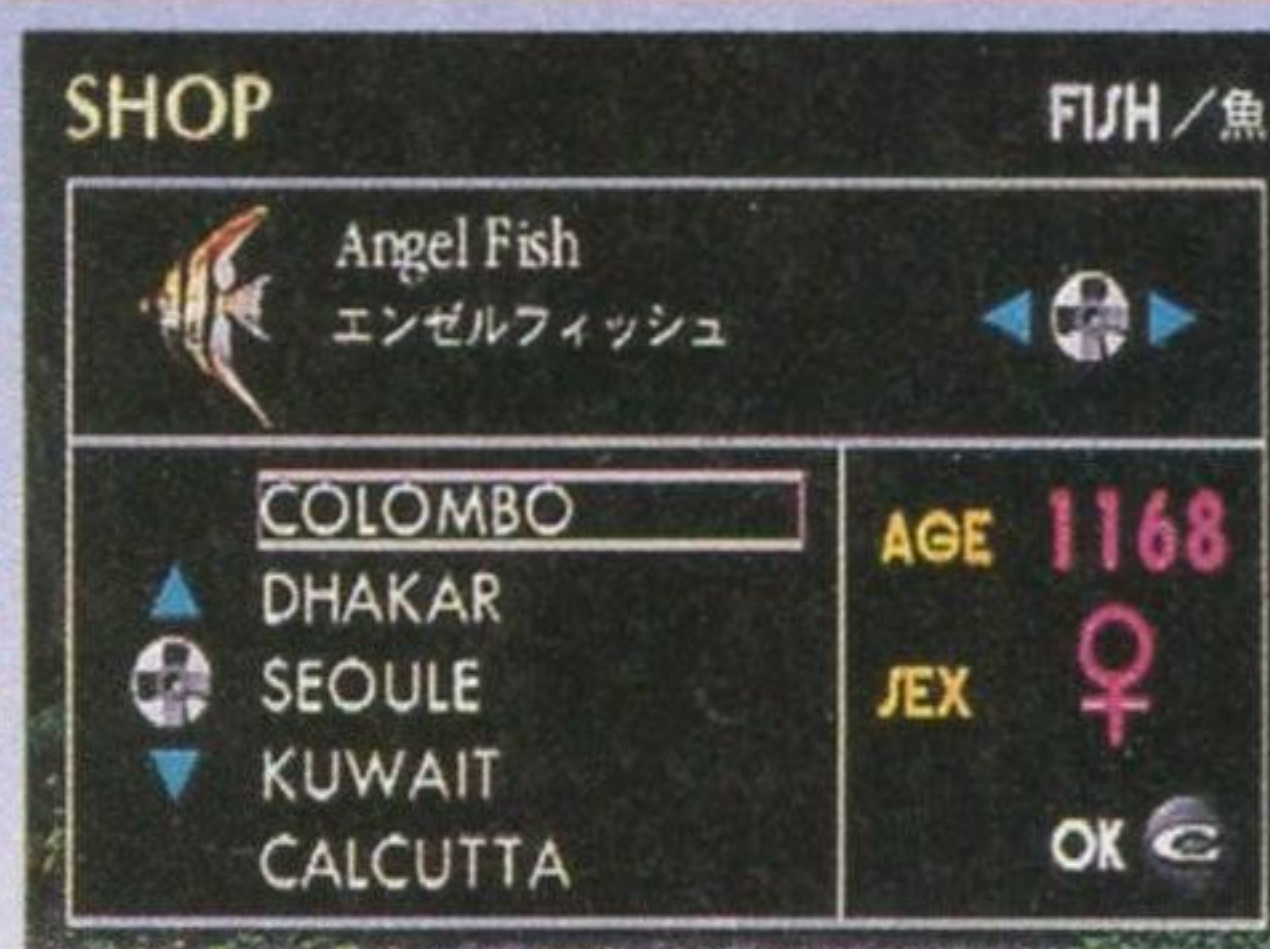 SHOP
FISH／魚
Angel Fish
エンゼルフィッシュ
COLOMBO
DHAKAR
SEOULE
KUWAIT
CALCUTTA
AGE 1168
SEX ♀
OK C